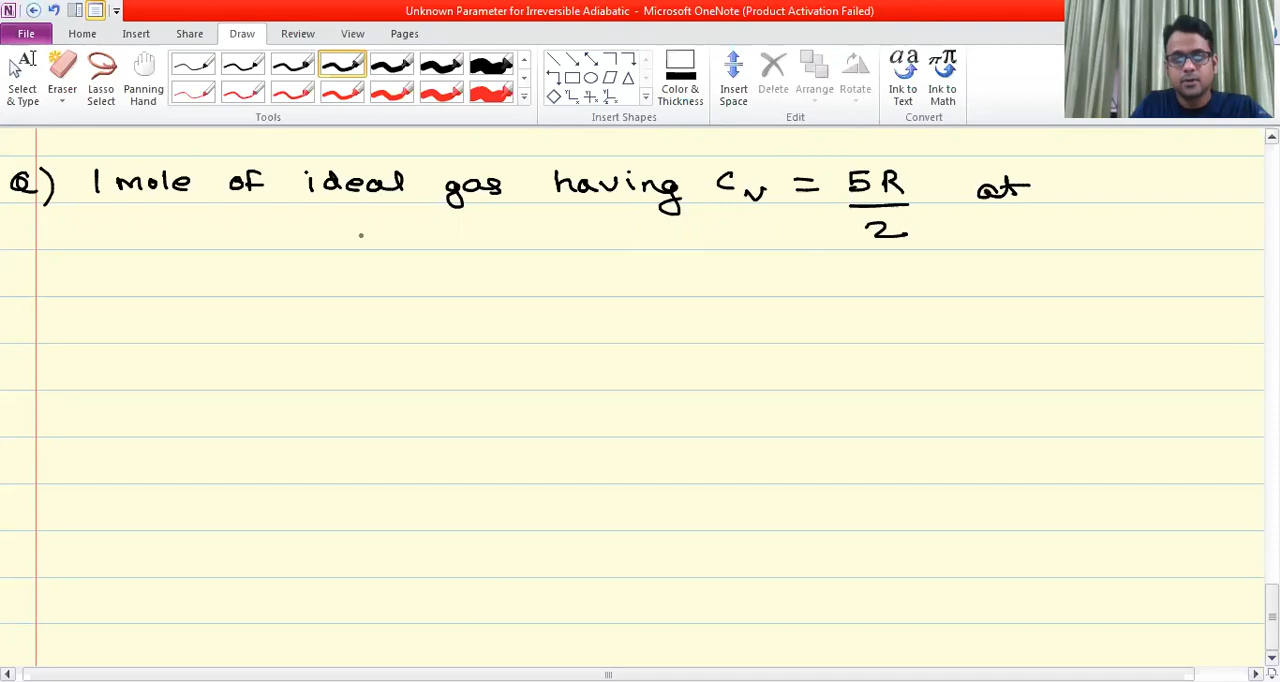 Unknown Parameter for Irreversible Adiabatic - Microsoft OneNote (Product Activation Failed)
File Home Insert Share Draw Review View Pages
Select & Type
Eraser
Lasso Select
Panning Hand
Color & Thickness
Insert Space
Delete
Arrange
Rotate
Ink to Text
Ink to Math
Tools
Insert Shapes
Edit
Convert
Q) 1 mole of ideal gas having Cv = 5R/2 at